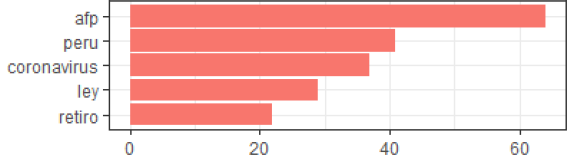 afp
peru
coronavirus
ley
retiro
0 20 40 60